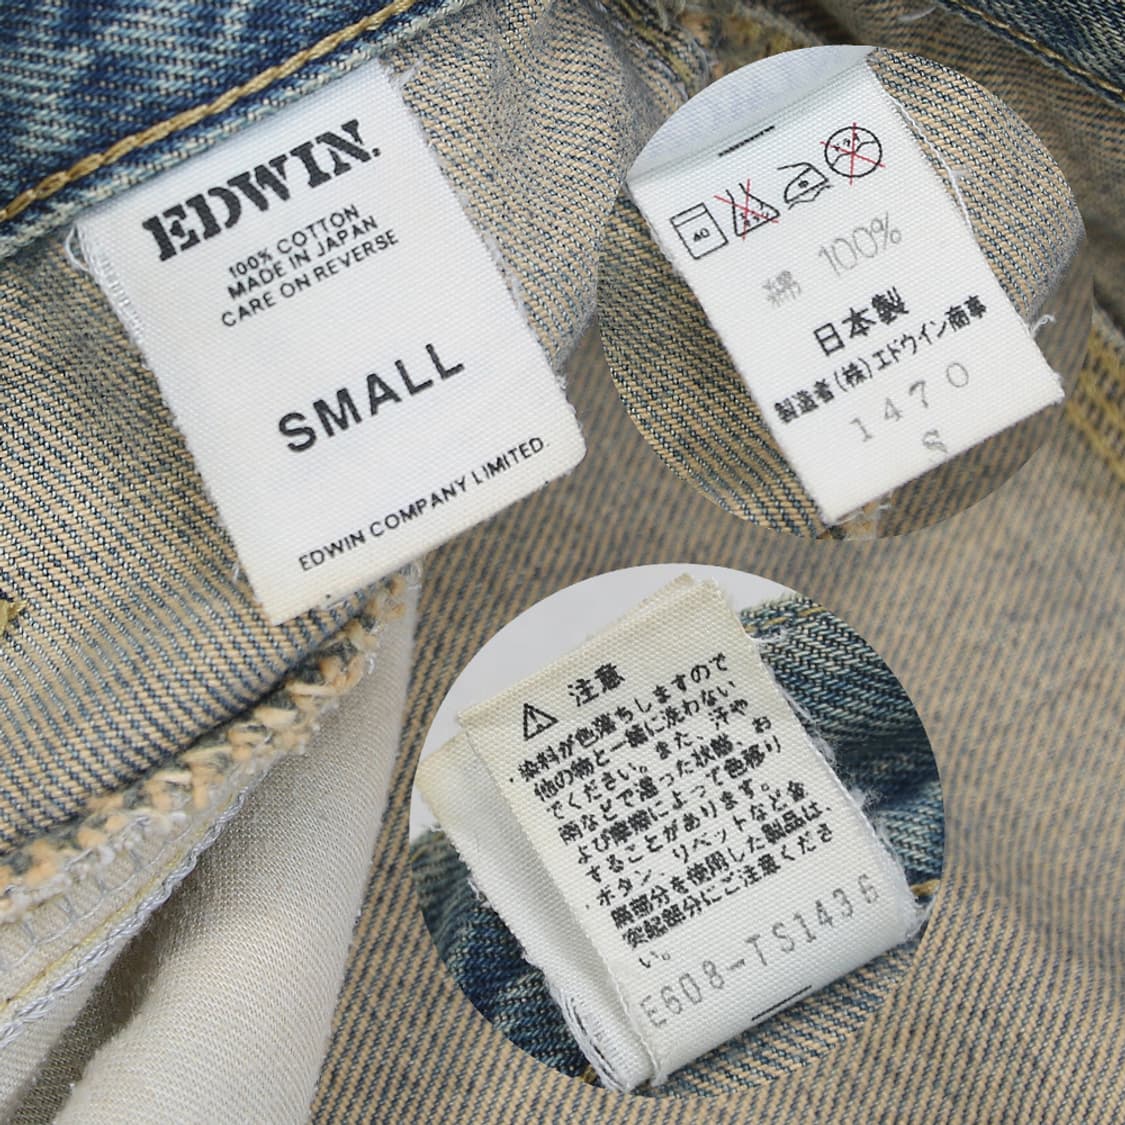 EDWIN.
100% COTTON
MADE IN JAPAN
CARE ON REVERSE
SMALL
EDWIN COMPANY LIMITED.
40
綿 100%
日本製
製造者(株)エドウイン商事
1470
S
注意
・染料が色落ちしますので
他の物と一緒に洗わない
でください。また、汗や
雨などで湿った状態、お
よび摩擦によって色移り
することがあります。
・ボタン、リベットなど金
属部分を使用した製品は、
突起部分にご注意くださ
い。
E608-TS1436